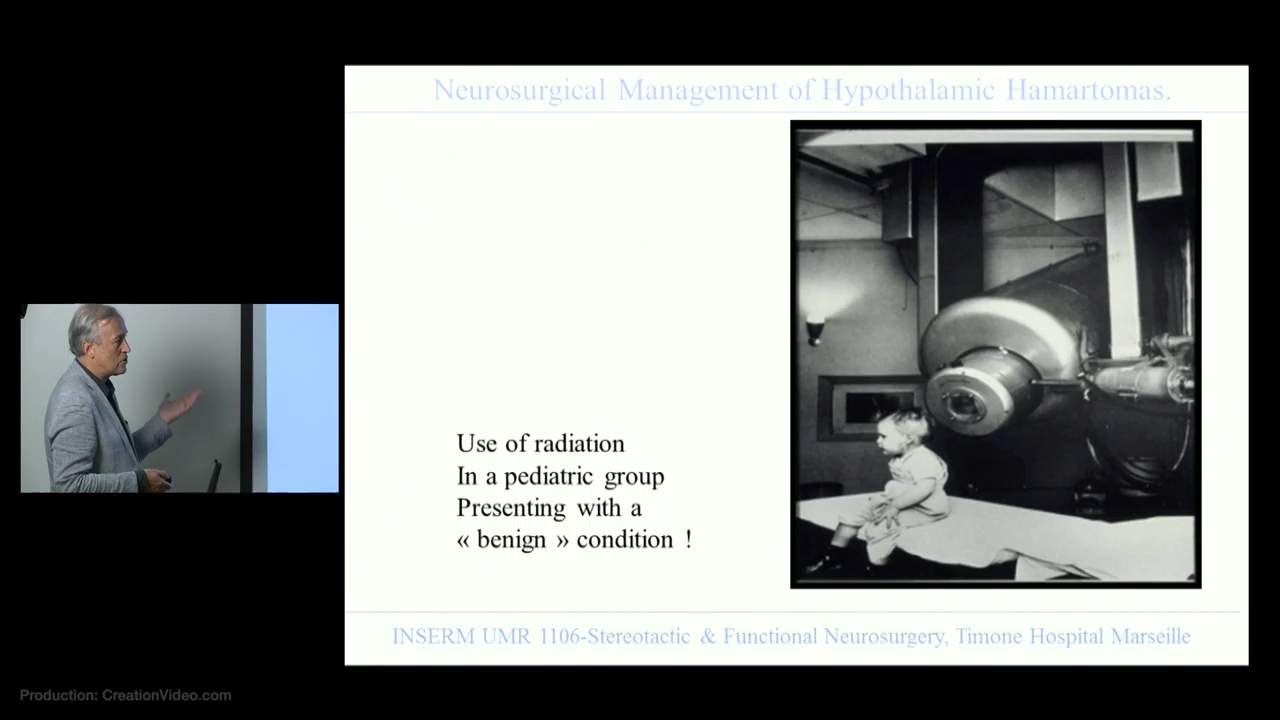 Neurosurgical Management of Hypothalamic Hamartomas.
Use of radiation
In a pediatric group
Presenting with a
« benign » condition !
INSERM UMR 1106-Stereotactic & Functional Neurosurgery, Timone Hospital Marseille
Production: CreationVideo.com